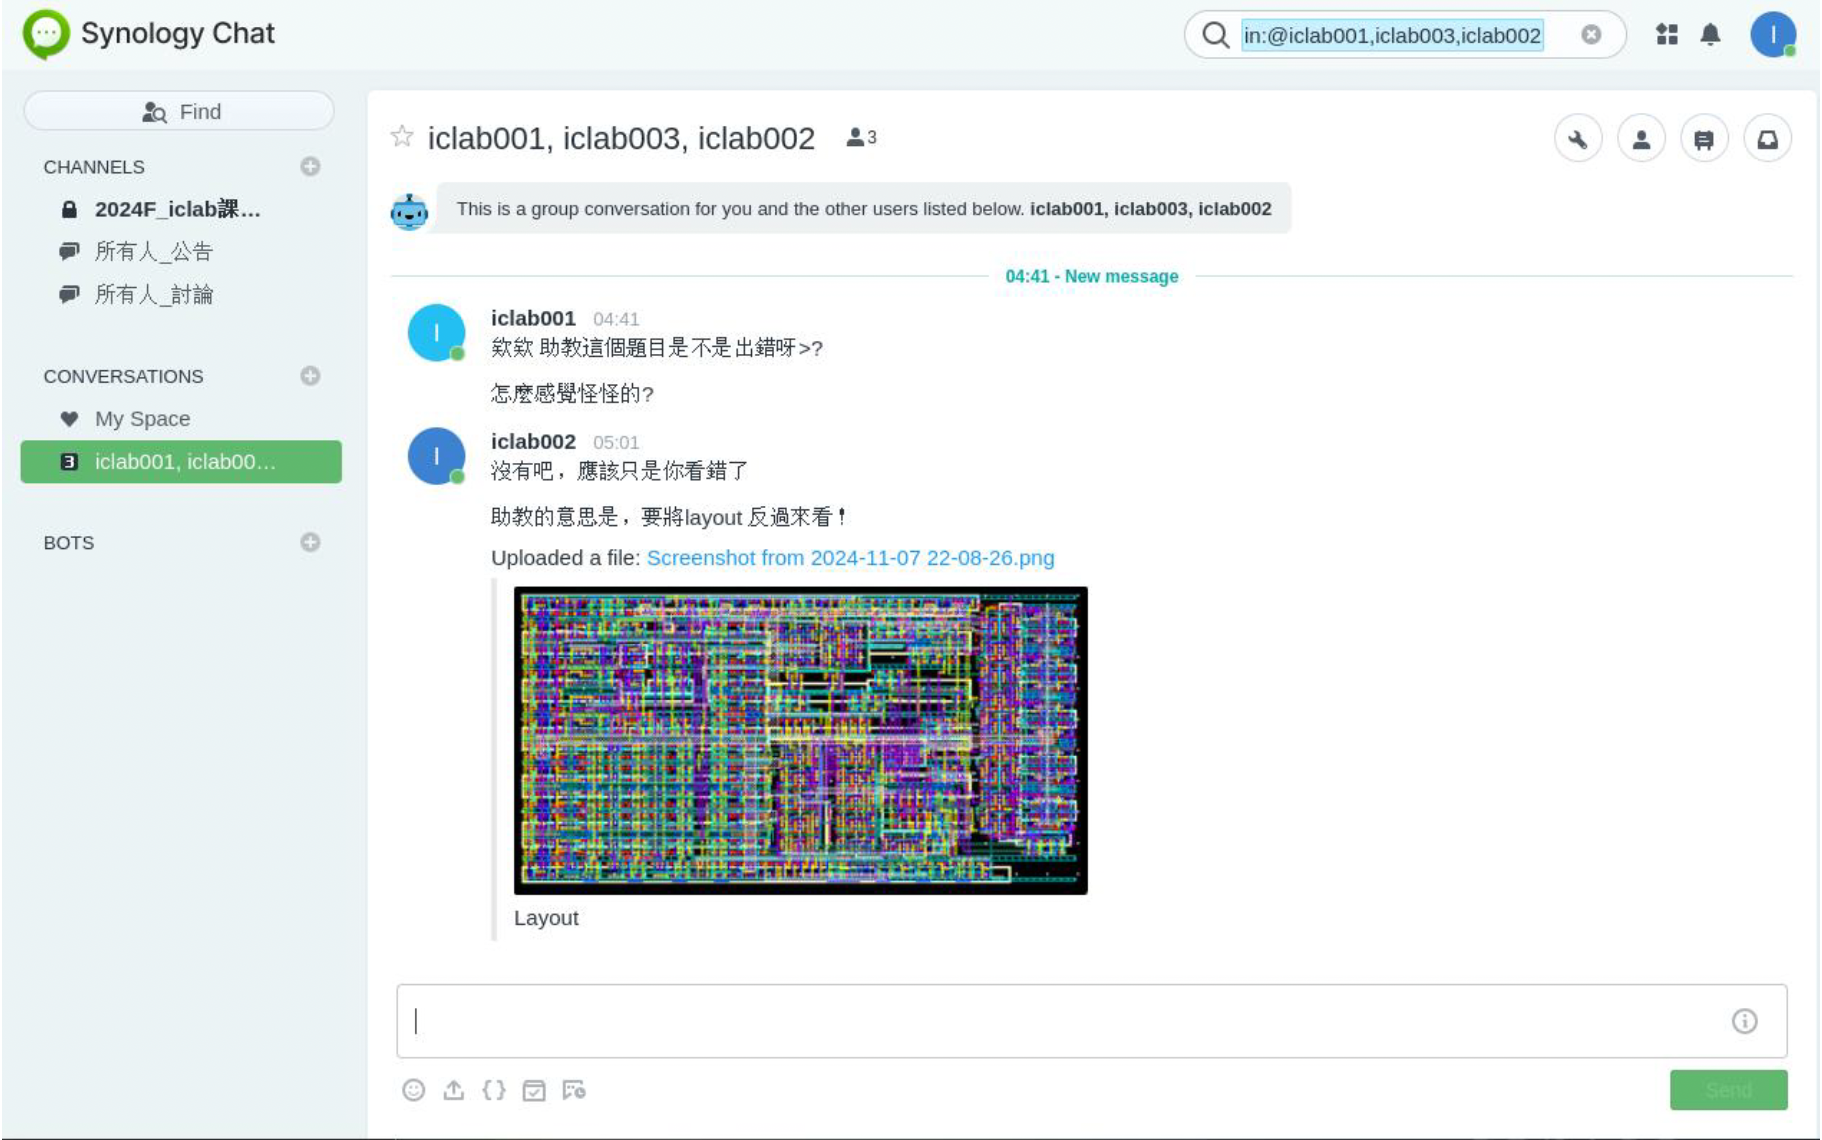 Synology Chat
in:@iclab001,iclab003,iclab002
I
Find
CHANNELS
2024F_iclab課...
所有人_公告
所有人_討論
CONVERSATIONS
My Space
3 iclab001, iclab00...
BOTS
iclab001, iclab003, iclab002 3
This is a group conversation for you and the other users listed below. iclab001, iclab003, iclab002
04:41 - New message
I
iclab001 04:41
欸欸 助教這個題目是不是出錯呀>?
怎麼感覺怪怪的?
I
iclab002 05:01
沒有吧，應該只是你看錯了
助教的意思是，要將layout 反過來看！
Uploaded a file: Screenshot from 2024-11-07 22-08-26.png
Layout
Send